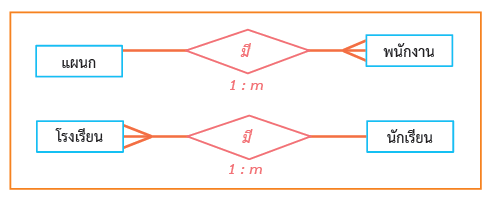 แผนก มี พนักงาน
1 : m
โรงเรียน มี นักเรียน
1 : m